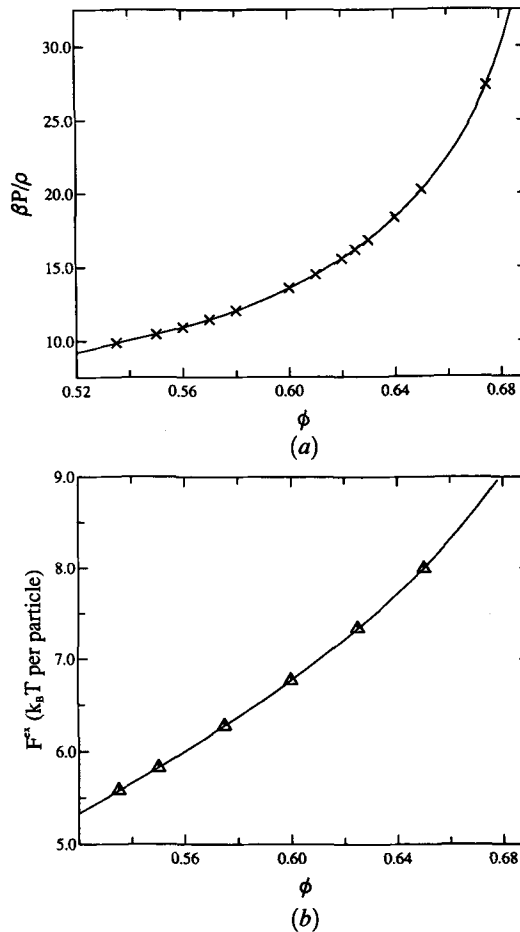 30.0
25.0
20.0
15.0
10.0
βP/ρ
0.52 0.56 0.60 0.64 0.68
ϕ
(a)
9.0
8.0
7.0
6.0
5.0
F^ex (k_BT per particle)
0.56 0.60 0.64 0.68
ϕ
(b)